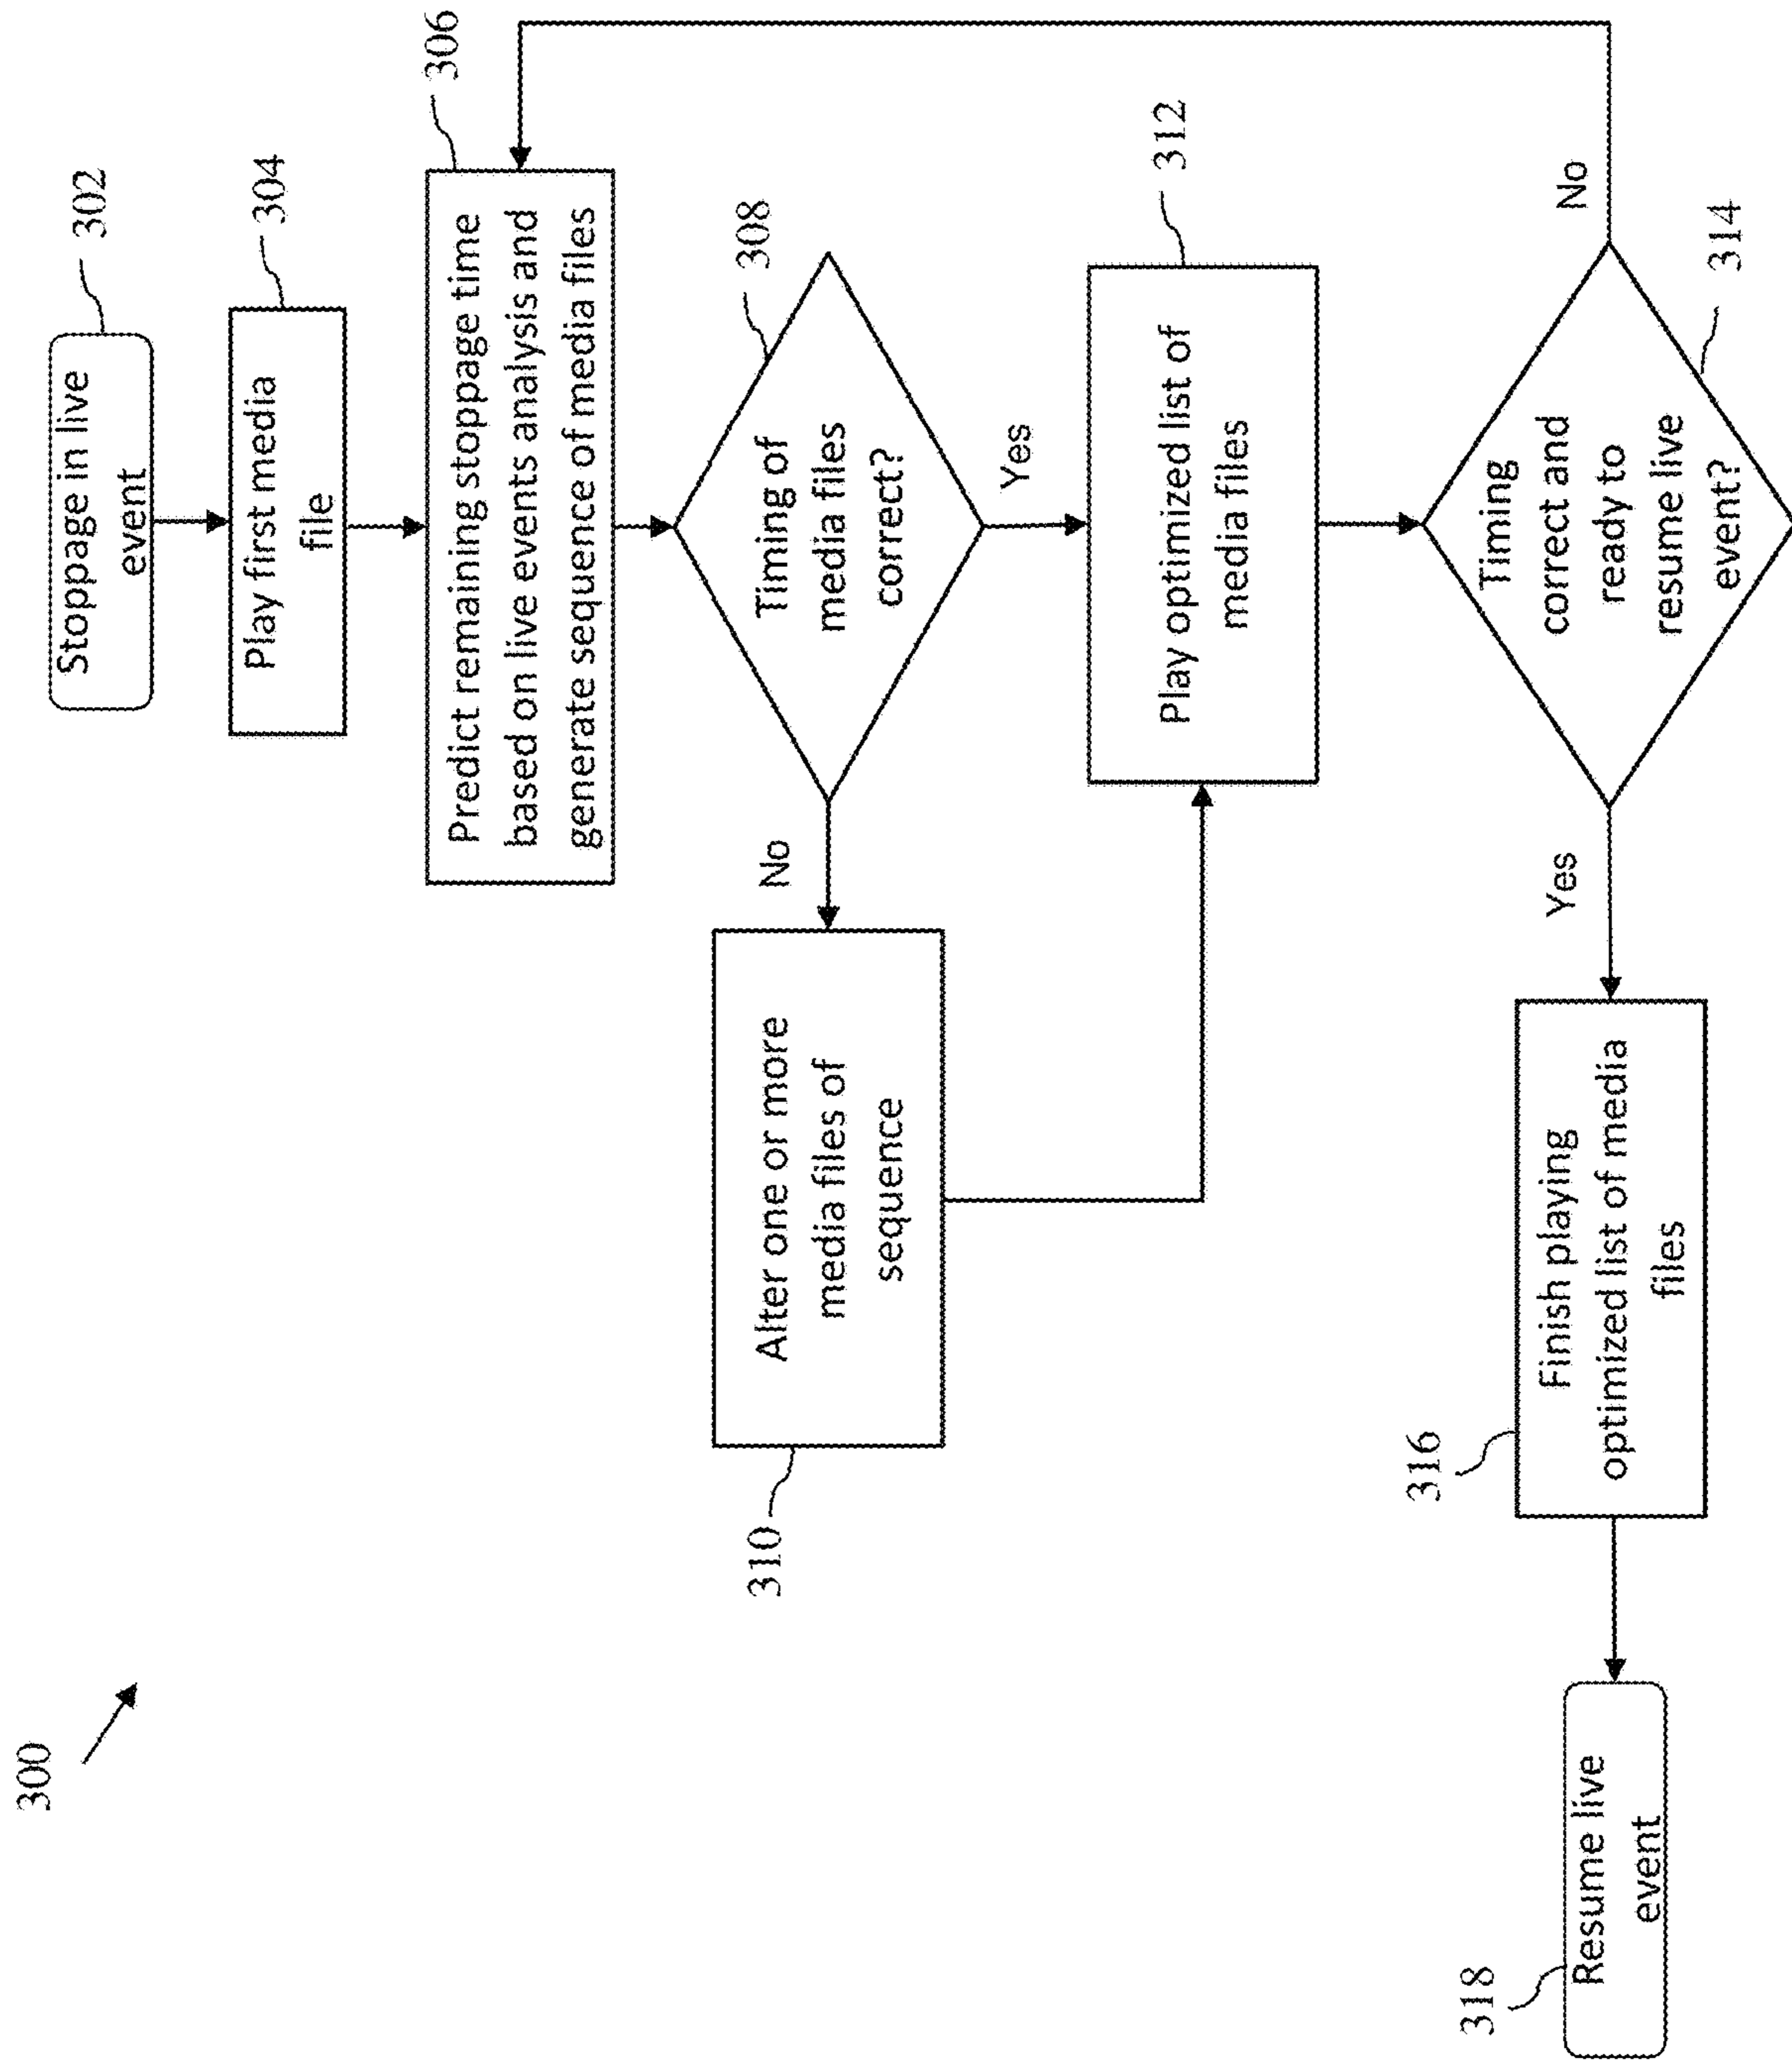 300
302
Stoppage in live
event
304
Play first media
file
306
Predict remaining stoppage time
based on live events analysis and
generate sequence of media files
308
Timing of
media files
correct?
No
Yes
310
Alter one or more
media files of
sequence
312
Play optimized list of
media files
314
Timing
correct and
ready to
resume live
event?
No
Yes
316
Finish playing
optimized list of media
files
318
Resume live
event